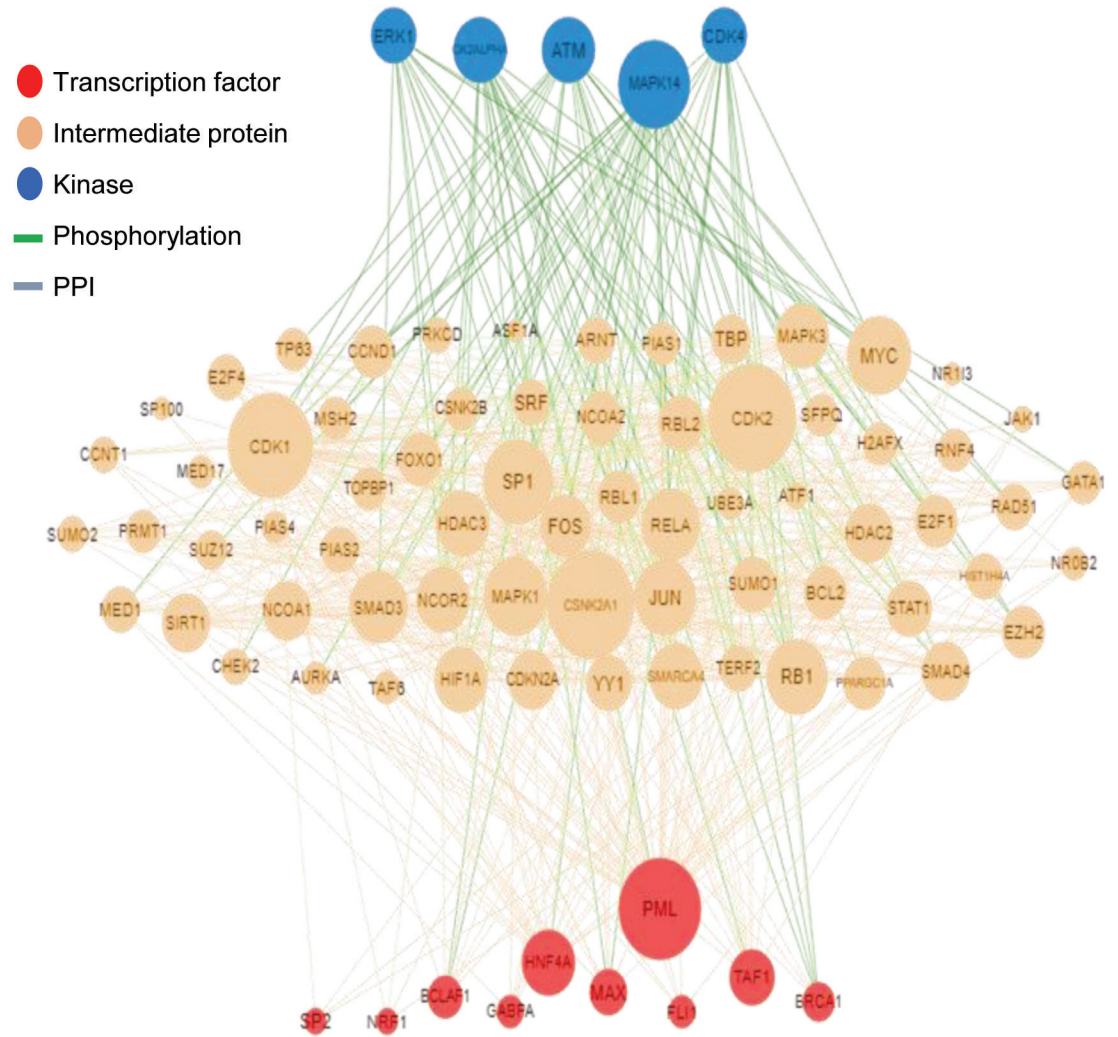 ERK1
CK2ALPHA
ATM
MAPK14
CDK4
Transcription factor
Intermediate protein
Kinase
Phosphorylation
PPI
TP63
CCND1
PRKCD
ASF1A
ARNT
PIAS1
TBP
MAPK3
MYC
NR1I3
E2F4
SP100
MSH2
CSNK2B
SRF
NCOA2
RBL2
CDK2
SFPQ
H2AFX
RNF4
JAK1
CCNT1
MED17
CDK1
TOPBP1
FOXO1
SP1
RBL1
UBE3A
ATF1
GATA1
SUMO2
PRMT1
SUZ12
PIAS4
PIAS2
HDAC3
FOS
RELA
HDAC2
E2F1
RAD51
MED1
SIRT1
NCOA1
SMAD3
NCOR2
MAPK1
CSNK2A1
JUN
SUMO1
BCL2
STAT1
HIST1H4A
NR0B2
EZH2
CHEK2
AURKA
TAF6
HIF1A
CDKN2A
YY1
SMARCA4
TERF2
RB1
PPARGC1A
SMAD4
PML
HNF4A
TAF1
SP2
NRF1
BCLAF1
GABPA
MAX
FLI1
BRCA1